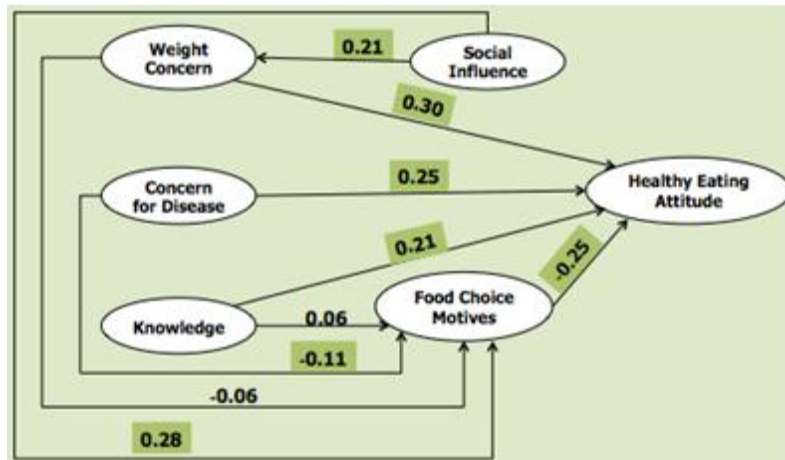 Weight
Concern
0.21
Social
Influence
0.30
Concern
for Disease
0.25
Healthy Eating
Attitude
0.21
-0.25
Food Choice
Motives
Knowledge
0.06
-0.11
-0.06
0.28